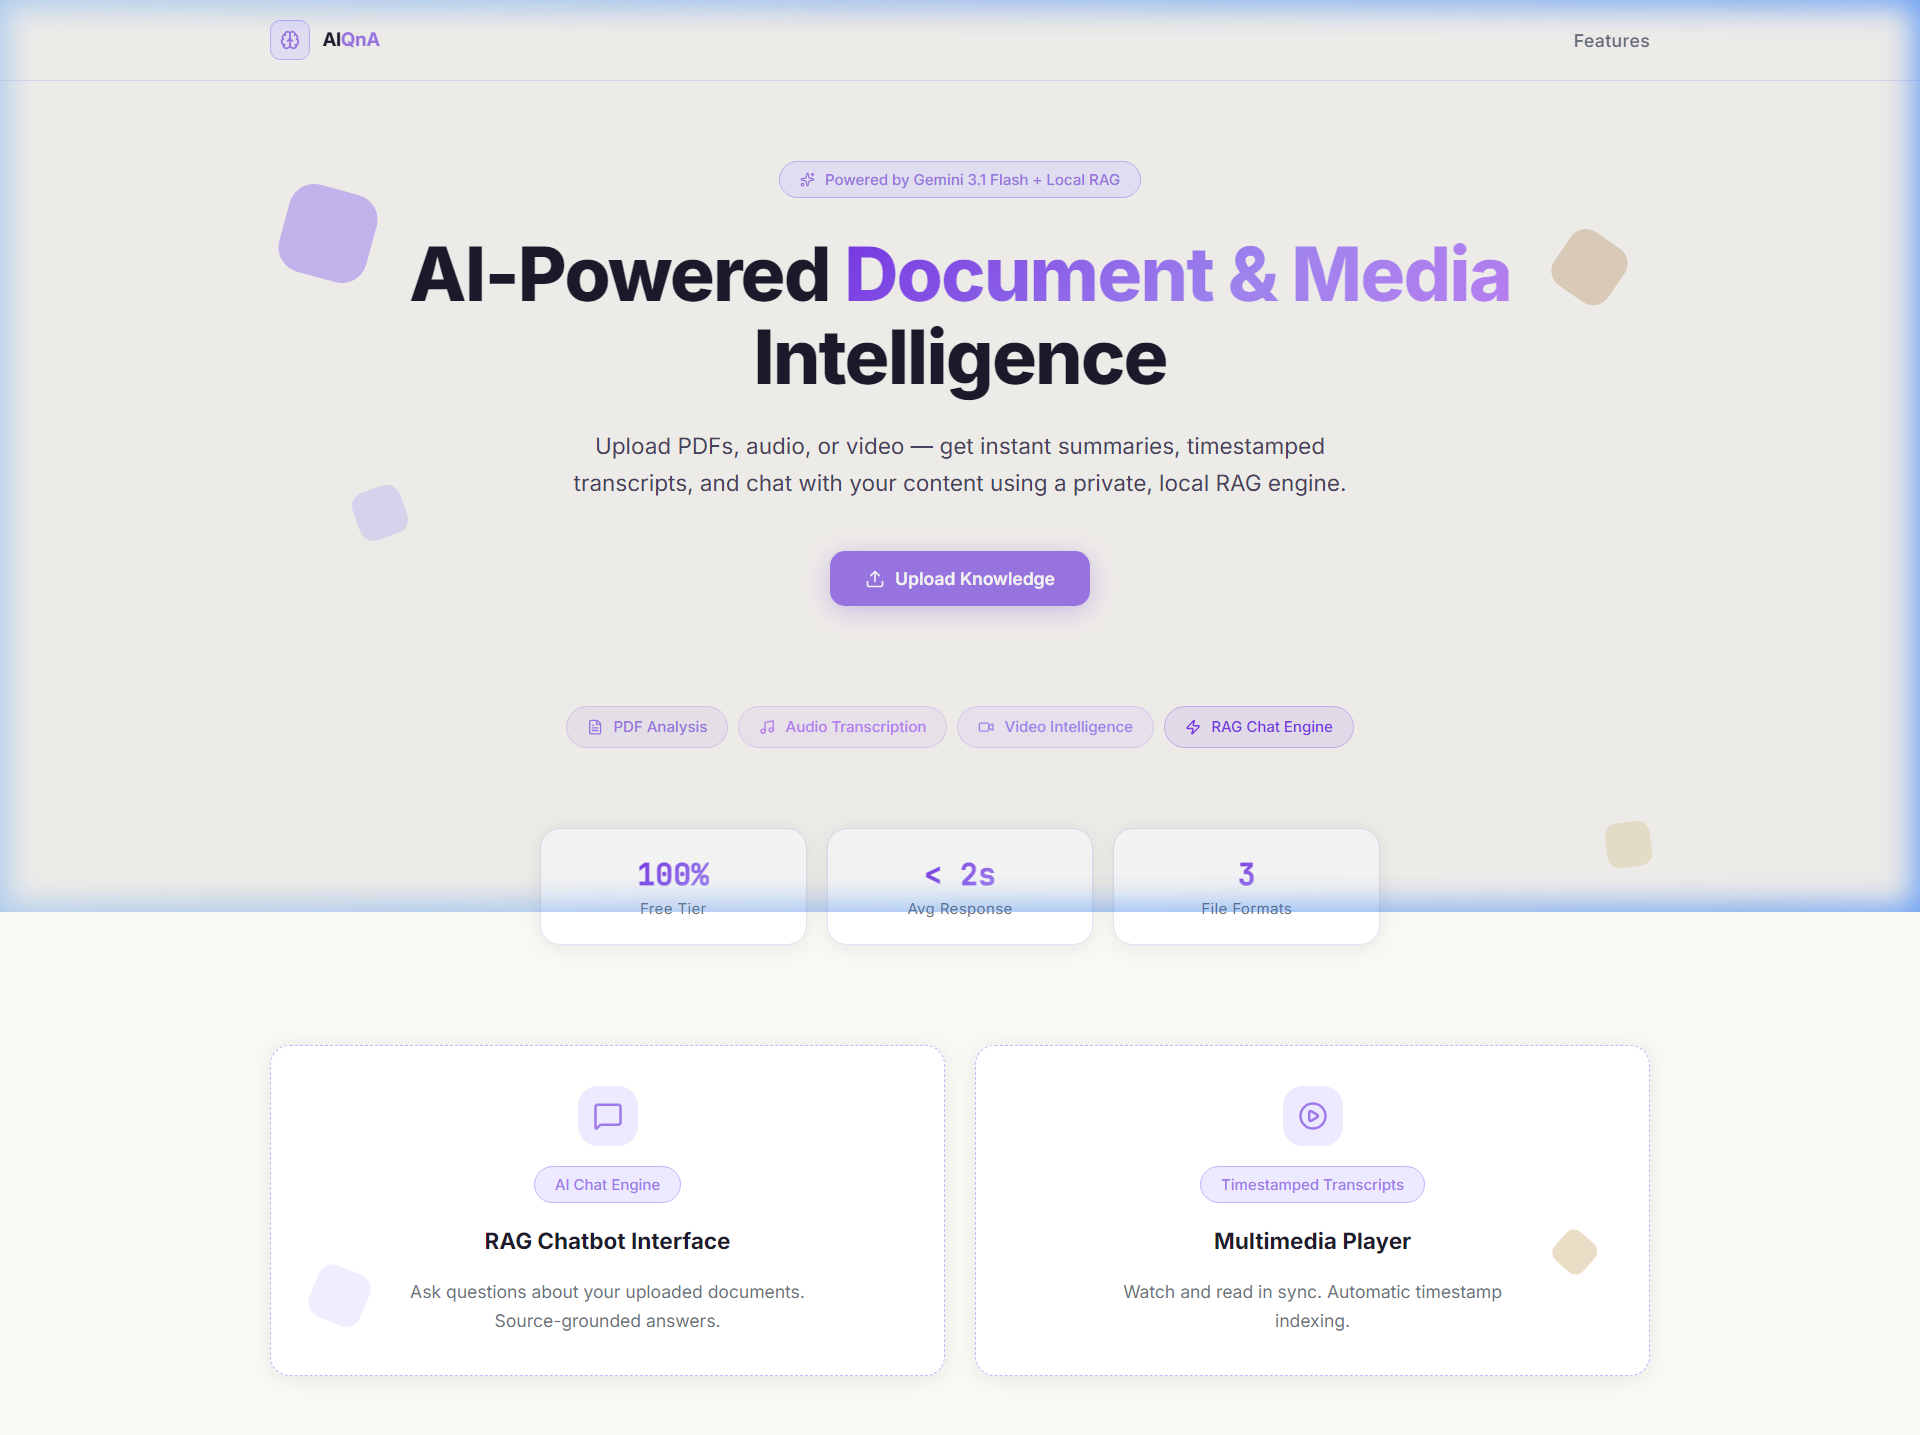 AIQnA
Features
Powered by Gemini 3.1 Flash + Local RAG
AI-Powered Document & Media
Intelligence
Upload PDFs, audio, or video — get instant summaries, timestamped
transcripts, and chat with your content using a private, local RAG engine.
Upload Knowledge
PDF Analysis
Audio Transcription
Video Intelligence
RAG Chat Engine
100%
Free Tier
< 2s
Avg Response
3
File Formats
AI Chat Engine
RAG Chatbot Interface
Ask questions about your uploaded documents.
Source-grounded answers.
Timestamped Transcripts
Multimedia Player
Watch and read in sync. Automatic timestamp
indexing.